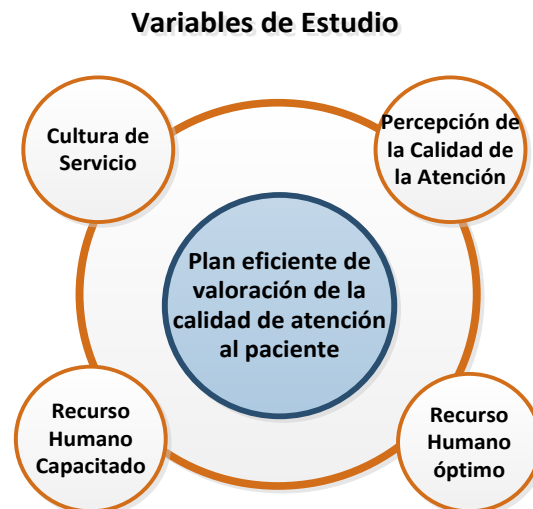 Variables de Estudio
Cultura de
Servicio
Percepción de
la Calidad de
la Atención
Plan eficiente de
valoración de la
calidad de atención
al paciente
Recurso
Humano
Capacitado
Recurso
Humano
óptimo